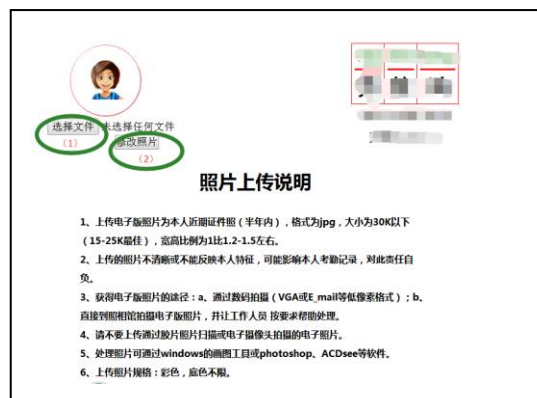 选择文件 未选择任何文件
(1)
修改照片
(2)
照片上传说明
1、上传电子版照片为本人近期证件照（半年内），格式为jpg，大小为30K以下
（15-25K最佳），宽高比例为1比1.2-1.5左右。
2、上传的照片不清晰或不能反映本人特征，可能影响本人考勤记录，对此责任自
负。
3、获得电子版照片的途径：a、通过数码拍摄（VGA或E_mail等低像素格式）；b、
直接到照相馆拍摄电子版照片，并让工作人员 按要求帮助处理。
4、请不要上传通过胶片照片扫描或电子摄像头拍摄的电子照片。
5、处理照片可通过windows的画图工具或photoshop、ACDsee等软件。
6、上传照片规格：彩色，底色不限。